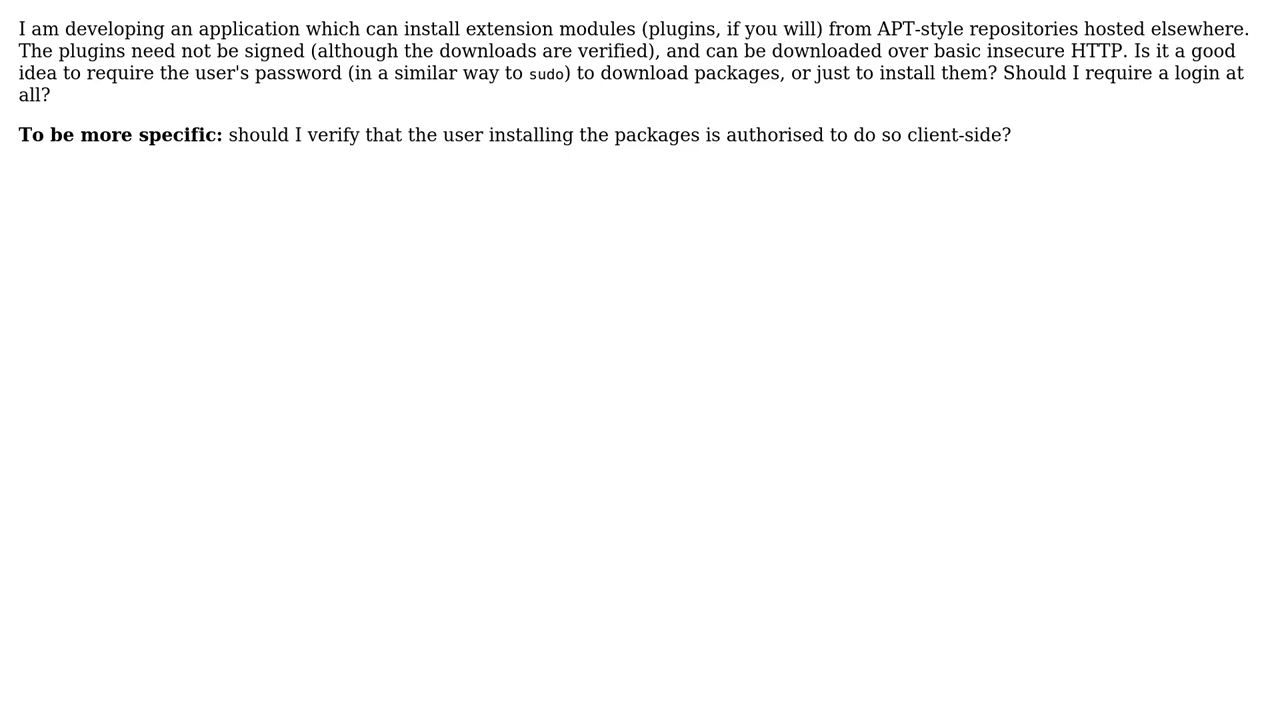 I am developing an application which can install extension modules (plugins, if you will) from APT-style repositories hosted elsewhere.
The plugins need not be signed (although the downloads are verified), and can be downloaded over basic insecure HTTP. Is it a good
idea to require the user's password (in a similar way to sudo) to download packages, or just to install them? Should I require a login at
all?
To be more specific: should I verify that the user installing the packages is authorised to do so client-side?